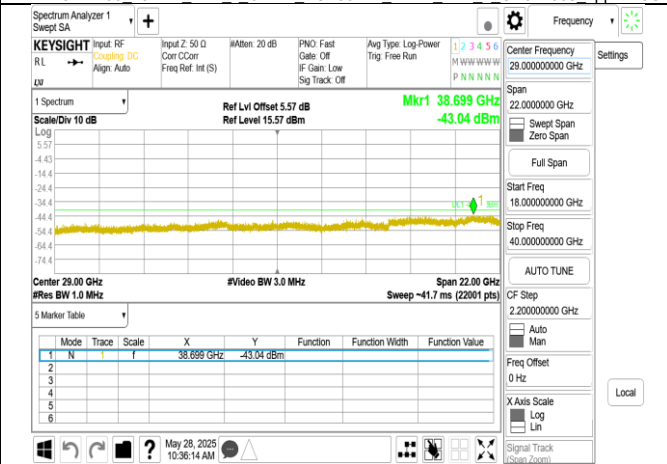 Spectrum Analyzer 1
Swept SA
Frequency
KEYSIGHT
RL
Input: RF
Coupling: DC
Align: Auto
Input Z: 50 Ω
Corr CCorr
Freq Ref: Int (S)
#Atten: 20 dB
PNO: Fast
Gate: Off
IF Gain: Low
Sig Track: Off
Avg Type: Log-Power
Trig: Free Run
1 2 3 4 5 6
M W W W W W
P N N N N N
1 Spectrum
Scale/Div 10 dB
Log
Ref Lvl Offset 5.57 dB
Ref Level 15.57 dBm
Mkr1 38.699 GHz
-43.04 dBm
5.57
-4.43
-14.4
-24.4
-34.4
-44.4
-54.4
-64.4
-74.4
1
Center 29.00 GHz
#Res BW 1.0 MHz
#Video BW 3.0 MHz
Span 22.00 GHz
Sweep ~41.7 ms (22001 pts)
5 Marker Table
Mode Trace Scale X Y Function Function Width Function Value
1 N 1 f 38.699 GHz -43.04 dBm
2
3
4
5
6
May 28, 2025
10:36:14 AM
Center Frequency
29.000000000 GHz
Settings
Span
22.0000000 GHz
Swept Span
Zero Span
Full Span
Start Freq
18.000000000 GHz
Stop Freq
40.000000000 GHz
AUTO TUNE
CF Step
2.200000000 GHz
Auto
Man
Freq Offset
0 Hz
Local
X Axis Scale
Log
Lin
Signal Track
(Span Zoom)